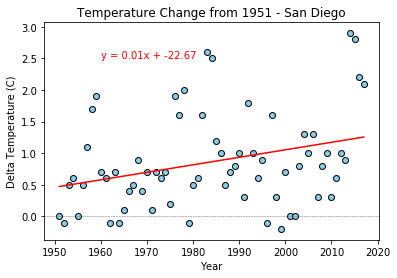 Temperature Change from 1951 - San Diego
3.0
2.5
2.0
1.5
1.0
0.5
0.0
y = 0.01x + -22.67
Delta Temperature (C)
1950 1960 1970 1980 1990 2000 2010 2020
Year